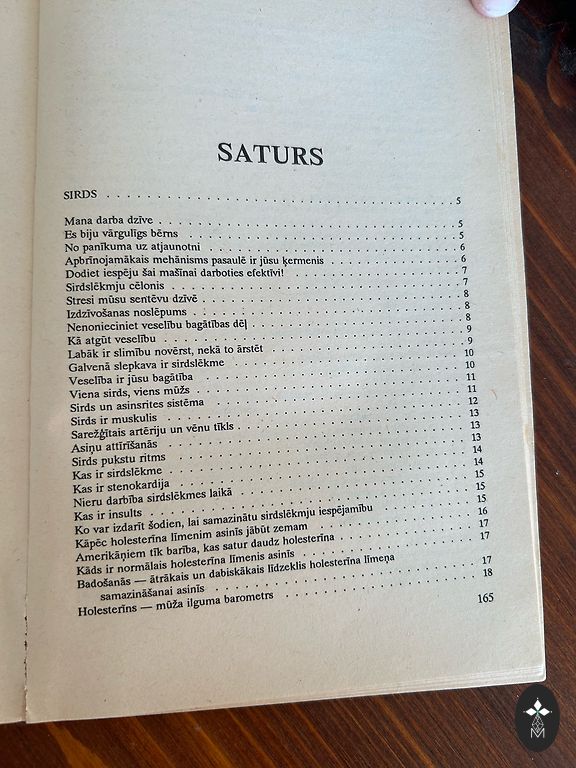 SATURS
SIRDS . . . . . 5
Mana darba dzīve . . . . . 5
Es biju vārgulīgs bērns . . . . . 5
No panīkuma uz atjaunotni . . . . . 6
Apbrīnojamākais mehānisms pasaulē ir jūsu ķermenis . . . . . 6
Dodiet iespēju šai mašīnai darboties efektīvi! . . . . . 7
Sirdslēkmju cēlonis . . . . . 7
Stresi mūsu sentēvu dzīvē . . . . . 8
Izdzīvošanas noslēpums . . . . . 8
Nenonieciniet veselību bagātības dēļ . . . . . 8
Kā atgūt veselību . . . . . 9
Labāk ir slimību novērst, nekā to ārstēt . . . . . 9
Galvenā slepkava ir sirdslēkme . . . . . 10
Veselība ir jūsu bagātība . . . . . 10
Viena sirds, viens mūžs . . . . . 11
Sirds un asinsrites sistēma . . . . . 11
Sirds ir muskulis . . . . . 12
Sarežģītais artēriju un vēnu tīkls . . . . . 13
Asiņu attīrīšanās . . . . . 13
Sirds pukstu ritms . . . . . 13
Kas ir sirdslēkme . . . . . 14
Kas ir stenokardija . . . . . 14
Nieru darbība sirdslēkmes laikā . . . . . 15
Kas ir insults . . . . . 15
Ko var izdarīt šodien, lai samazinātu sirdslēkmju iespējamību . . . . . 15
Kāpēc holesterīna līmenim asinīs jābūt zemam . . . . . 16
Amerikāņiem tīk barība, kas satur daudz holesterīna . . . . . 17
Kāds ir normālais holesterīna līmenis asinīs . . . . . 17
Badošanās — ātrākais un dabiskākais līdzeklis holesterīna līmeņa
samazināšanai asinīs . . . . . 17
Holesterīns — mūža ilguma barometrs . . . . . 18
165
M